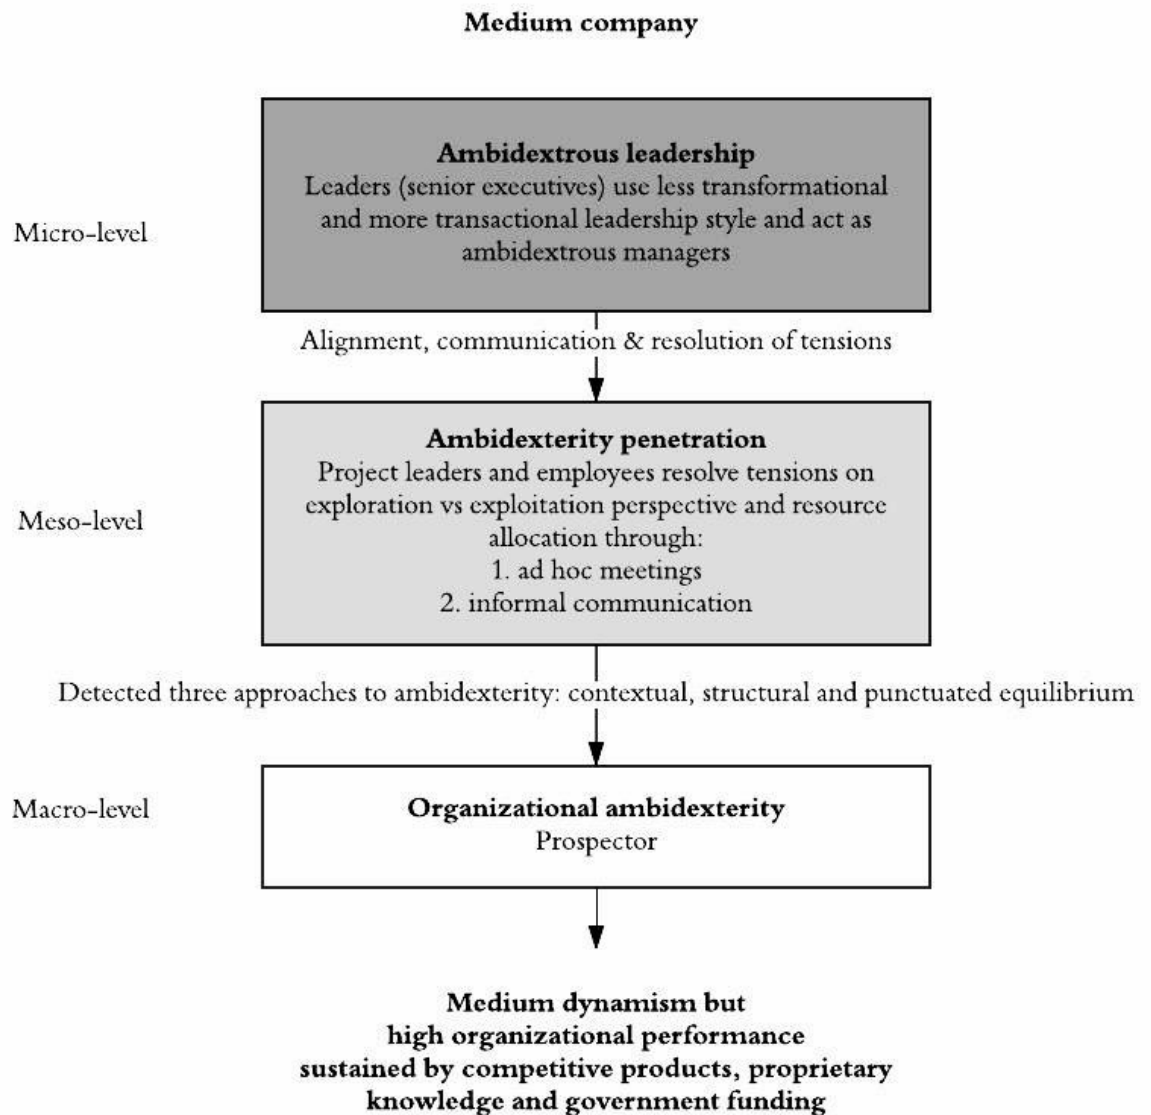 Medium company
Ambidextrous leadership
Leaders (senior executives) use less transformational
and more transactional leadership style and act as
ambidextrous managers
Micro-level
Alignment, communication & resolution of tensions
Ambidexterity penetration
Project leaders and employees resolve tensions on
exploration vs exploitation perspective and resource
allocation through:
1. ad hoc meetings
2. informal communication
Meso-level
Detected three approaches to ambidexterity: contextual, structural and punctuated equilibrium
Macro-level
Organizational ambidexterity
Prospector
Medium dynamism but
high organizational performance
sustained by competitive products, proprietary
knowledge and government funding